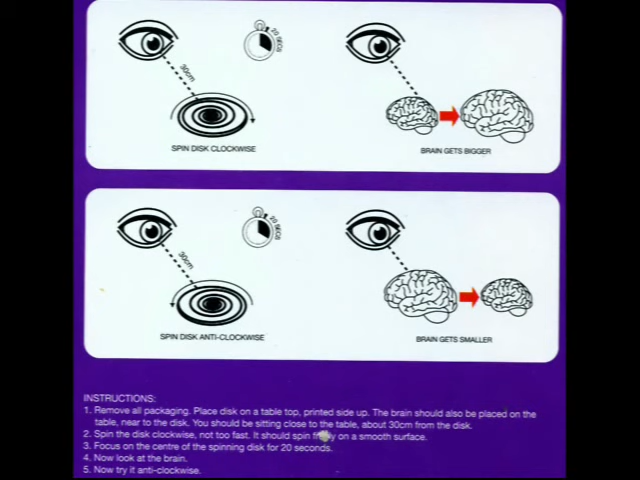 20 SECS
30cm
SPIN DISK CLOCKWISE
BRAIN GETS BIGGER
20 SECS
30cm
SPIN DISK ANTI-CLOCKWISE
BRAIN GETS SMALLER
INSTRUCTIONS:
1. Remove all packaging. Place disk on a table top, printed side up. The brain should also be placed on the
table, near to the disk. You should be sitting close to the table, about 30cm from the disk.
2. Spin the disk clockwise, not too fast. It should spin freely on a smooth surface.
3. Focus on the centre of the spinning disk for 20 seconds.
4. Now look at the brain.
5. Now try it anti-clockwise.